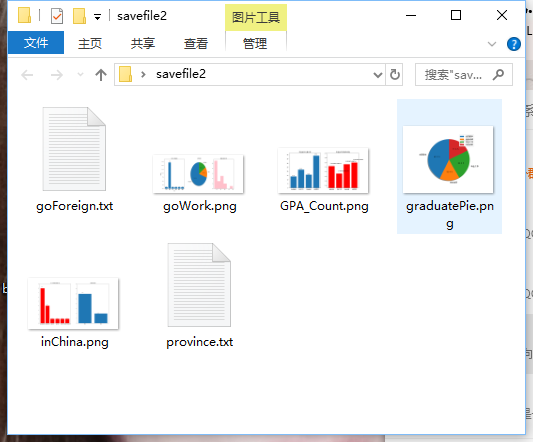 savefile2
图片工具
文件
主页
共享
查看
管理
savefile2
搜索"sav...
goForeign.txt
goWork.png
GPA_Count.png
graduatePie.pn
g
inChina.png
province.txt